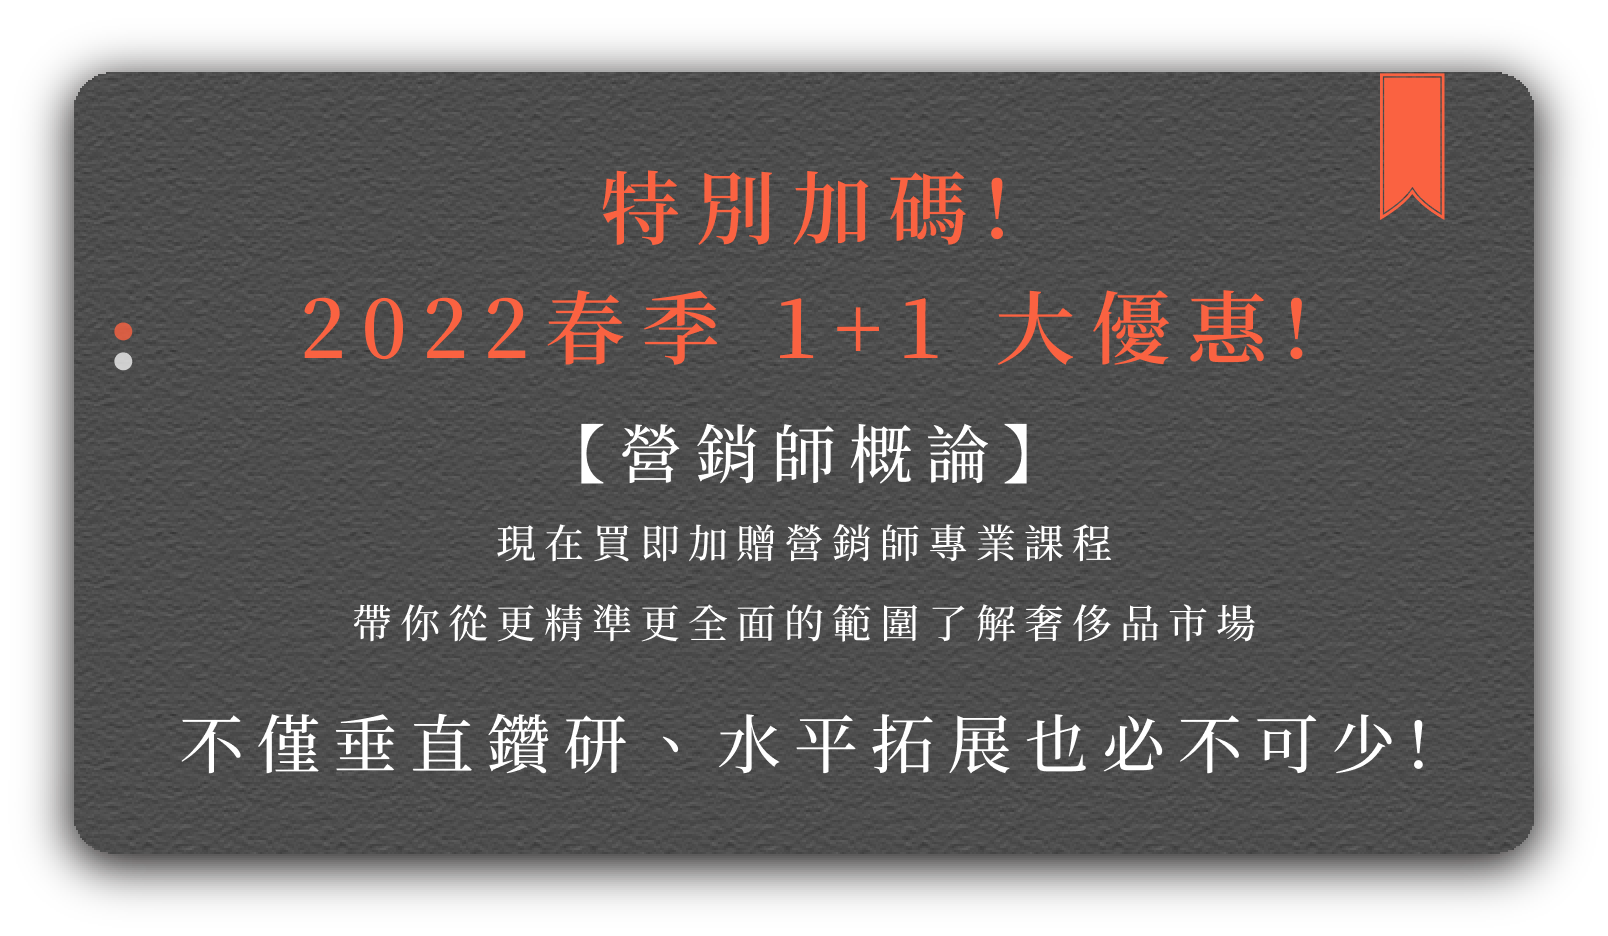 特別加碼!
2022春季 1+1 大優惠!
【營銷師概論】
現在買即加贈營銷師專業課程
帶你從更精準更全面的範圍了解奢侈品市場
不僅垂直鑽研、水平拓展也必不可少!